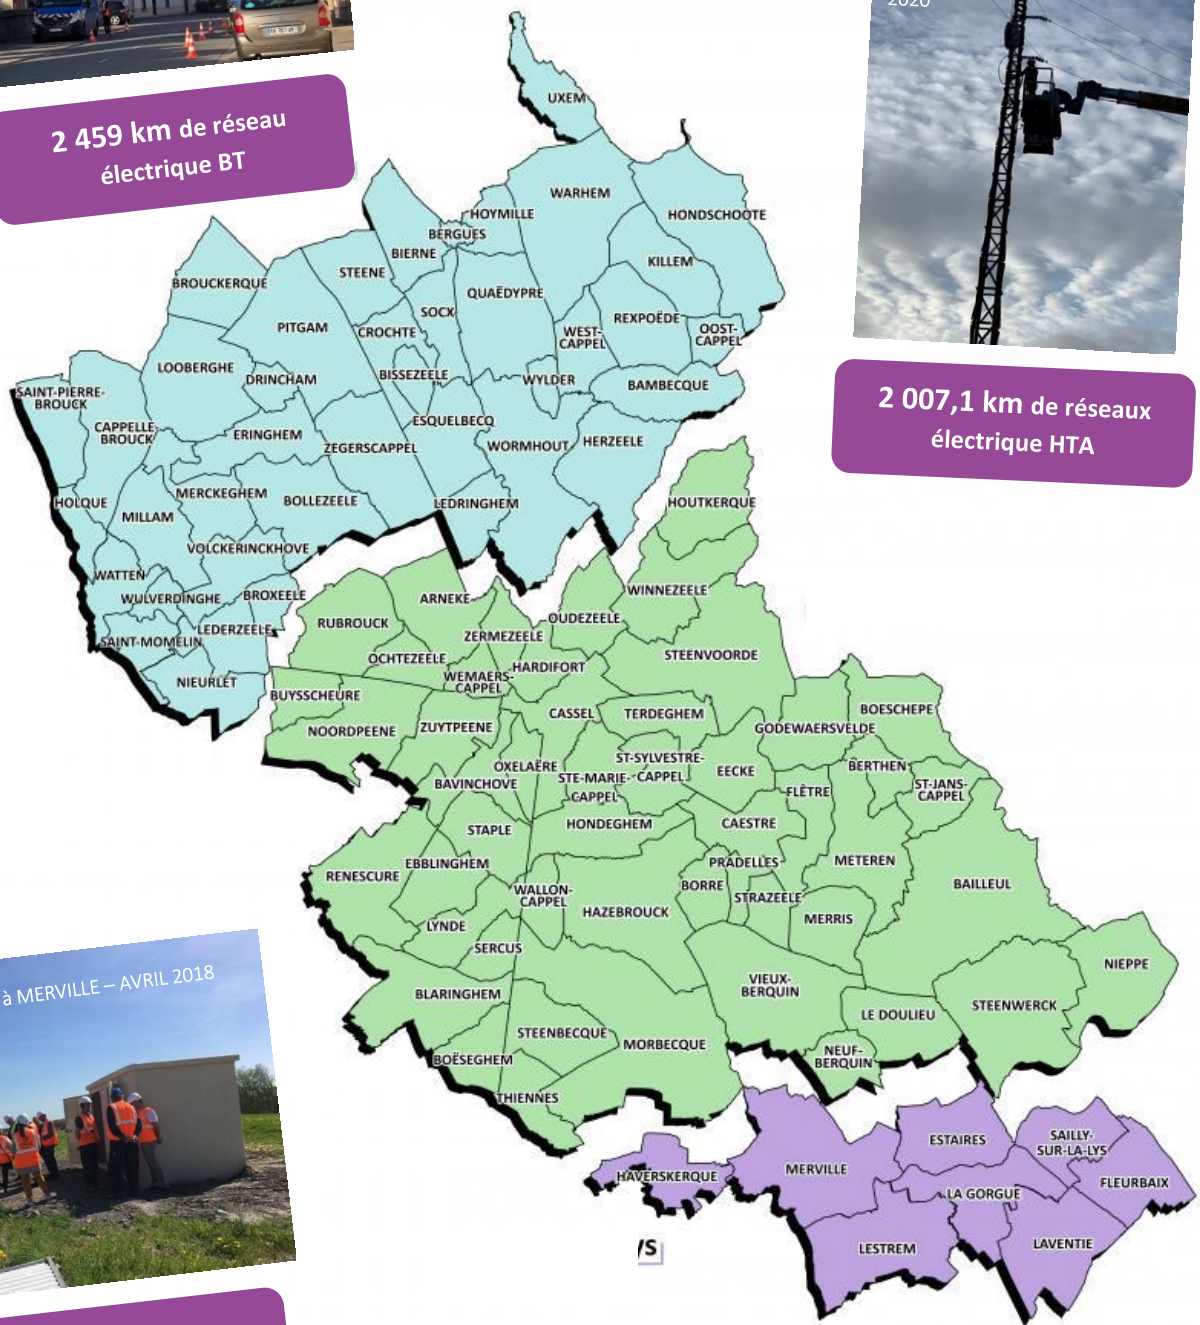 2020
2 459 km de réseau
électrique BT
2 007,1 km de réseaux
électrique HTA
UXEM
WARHEM
HONDSCHOOTE
HOYMILLE
BERGUES
BIERNE
KILLEM
STEENE
BROUCKERQUE
QUAËDYPRE
SOCX
REXPOËDE
PITGAM
CROCHTE
WEST-
CAPPEL
OOST-
CAPPEL
LOOBERGHE
DRINCHAM
BISSEZEELE
WYLDER
BAMBECQUE
SAINT-PIERRE-
BROUCK
CAPPELLE
BROUCK
ERINGHEM
ESQUELBECQ
ZEGERSCAPPEL
WORMHOUT
HERZEELE
HOLQUE
MERCKEGHEM
BOLLEZEELE
LEDRINGHEM
MILLAM
VOLCKERINCKHOVE
WATTEN
WULVERDINGHE
BROXEELE
LEDERZEELE
SAINT-MOMELIN
NIEURLET
HOUTKERQUE
WINNEZEELE
ARNEKE
OUDEZEELE
RUBROUCK
ZERMEZEELE
STEENVOORDE
OCHTEZEELE
HARDIFORT
WEMAERS-
CAPPEL
BUYSSCHEURE
CASSEL
TERDEGHEM
BOESCHEPE
NOORDPEENE
ZUYTPEENE
GODEWAERSVELDE
OXELAËRE
ST-SYLVESTRE-
CAPPEL
EECKE
BERTHEN
BAVINCHOVE
STE-MARIE-
CAPPEL
FLÊTRE
ST-JANS-
CAPPEL
STAPLE
HONDEGHEM
CAESTRE
EBBLINGHEM
RENESCURE
PRADELLES
METEREN
WALLON-
CAPPEL
BORRE
STRAZEELE
BAILLEUL
HAZEBROUCK
MERRIS
LYNDE
SERCUS
NIEPPE
BLARINGHEM
VIEUX-
BERQUIN
STEENWERCK
LE DOULIEU
STEENBECQUE
MORBECQUE
BOËSEGHEM
NEUF-
BERQUIN
THIENNES
à MERVILLE – AVRIL 2018
ESTAIRES
SAILLY-
SUR-LA-LYS
HAVERSKERQUE
MERVILLE
FLEURBAIX
LA GORGUE
LESTREM
LAVENTIE